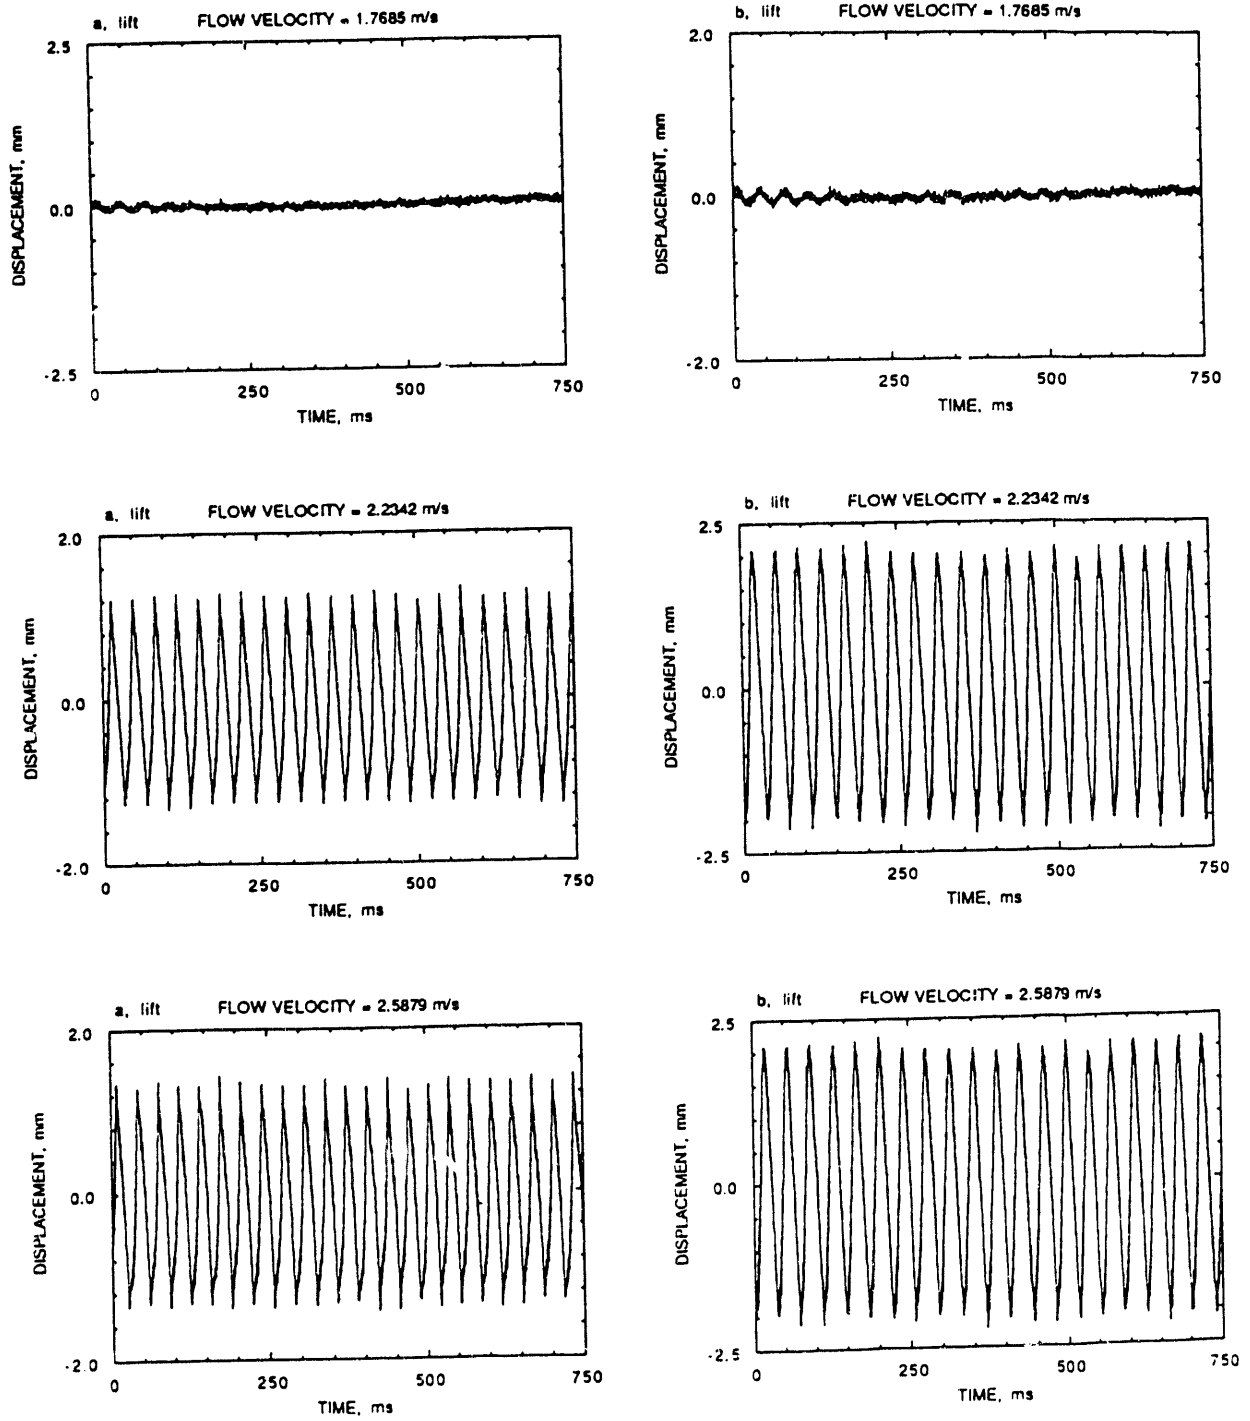 a, lift FLOW VELOCITY = 1.7685 m/s
2.5
0.0
-2.5
DISPLACEMENT, mm
0 250 500 750
TIME, ms
b, lift FLOW VELOCITY = 1.7685 m/s
2.0
0.0
-2.0
DISPLACEMENT, mm
0 250 500 750
TIME, ms
a, lift FLOW VELOCITY = 2.2342 m/s
2.0
0.0
-2.0
DISPLACEMENT, mm
0 250 500 750
TIME, ms
b, lift FLOW VELOCITY = 2.2342 m/s
2.5
0.0
-2.5
DISPLACEMENT, mm
0 250 500 750
TIME, ms
a, lift FLOW VELOCITY = 2.5879 m/s
2.0
0.0
-2.0
DISPLACEMENT, mm
0 250 500 750
TIME, ms
b, lift FLOW VELOCITY = 2.5879 m/s
2.5
0.0
-2.5
DISPLACEMENT, mm
0 250 500 750
TIME, ms